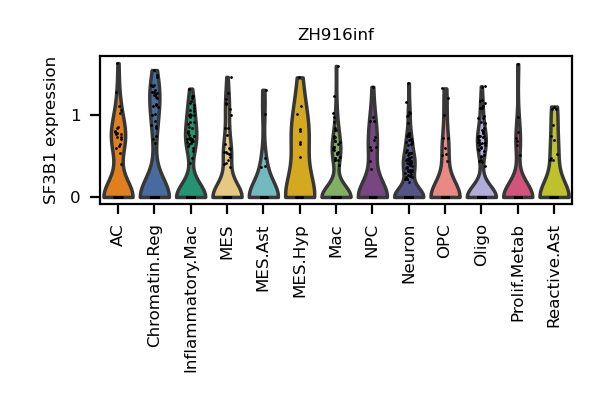 ZH916inf
SF3B1 expression
1
0
AC
Chromatin.Reg
Inflammatory.Mac
MES
MES.Ast
MES.Hyp
Mac
NPC
Neuron
OPC
Oligo
Prolif.Metab
Reactive.Ast